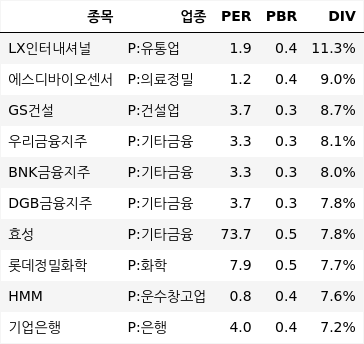 종목 업종 PER PBR DIV
LX인터내셔널 P:유통업 1.9 0.4 11.3%
에스디바이오센서 P:의료정밀 1.2 0.4 9.0%
GS건설 P:건설업 3.7 0.3 8.7%
우리금융지주 P:기타금융 3.3 0.3 8.1%
BNK금융지주 P:기타금융 3.3 0.3 8.0%
DGB금융지주 P:기타금융 3.7 0.3 7.8%
효성 P:기타금융 73.7 0.5 7.8%
롯데정밀화학 P:화학 7.9 0.5 7.7%
HMM P:운수창고업 0.8 0.4 7.6%
기업은행 P:은행 4.0 0.4 7.2%